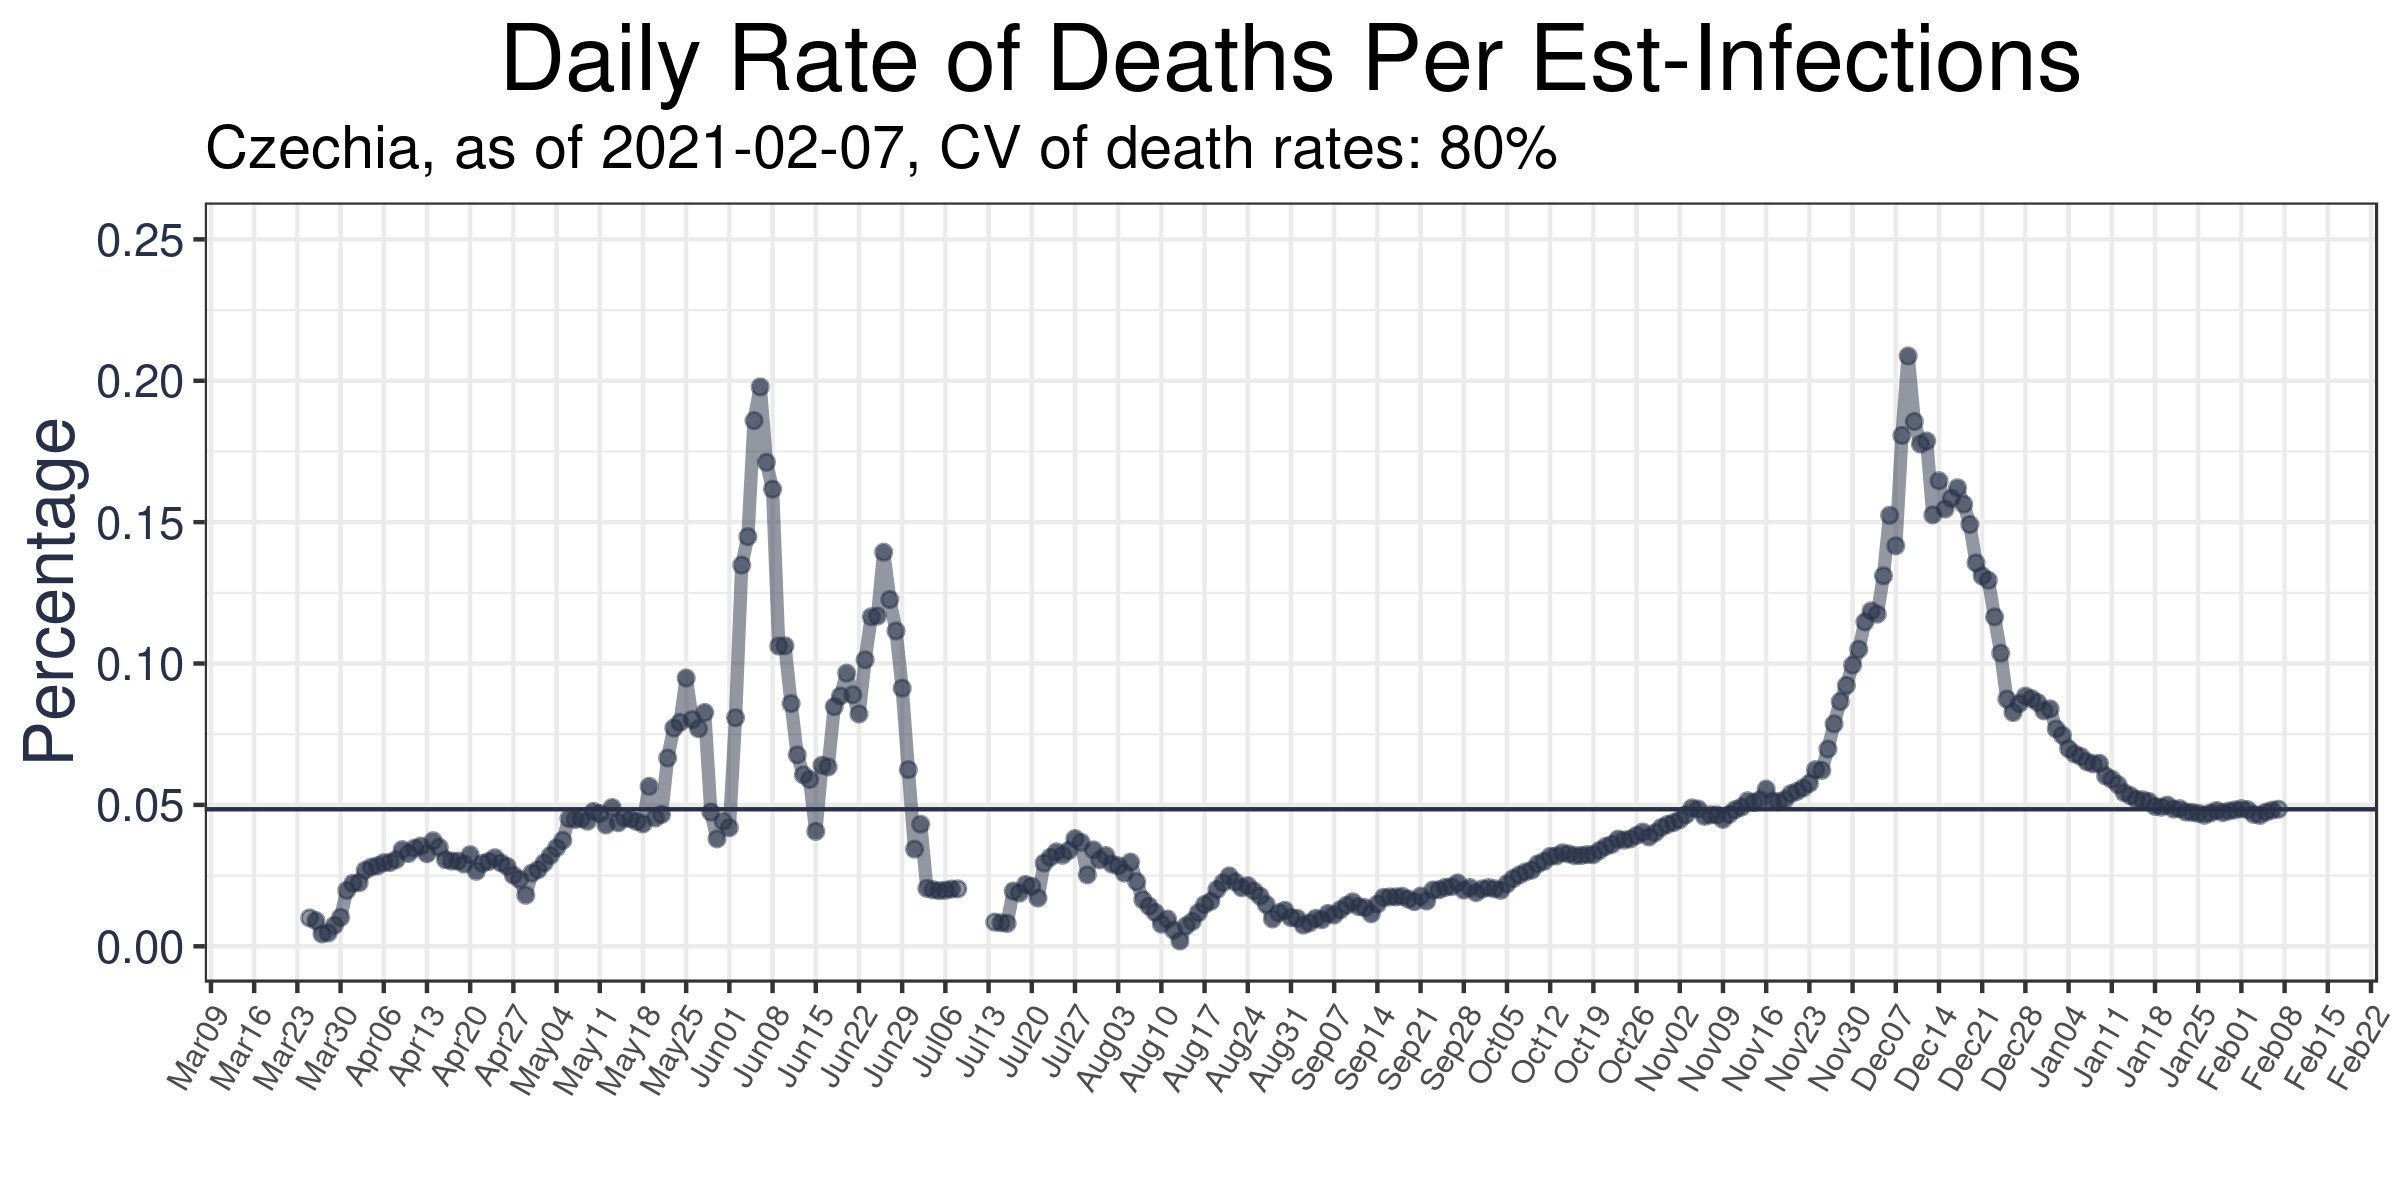 Daily Rate of Deaths Per Est-Infections
Czechia, as of 2021-02-07, CV of death rates: 80%
Percentage
0.25
0.20
0.15
0.10
0.05
0.00
Mar09 Mar16 Mar23 Mar30 Apr06 Apr13 Apr20 Apr27 May04 May11 May18 May25 Jun01 Jun08 Jun15 Jun22 Jun29 Jul06 Jul13 Jul20 Jul27 Aug03 Aug10 Aug17 Aug24 Aug31 Sep07 Sep14 Sep21 Sep28 Oct05 Oct12 Oct19 Oct26 Nov02 Nov09 Nov16 Nov23 Nov30 Dec07 Dec14 Dec21 Dec28 Jan04 Jan11 Jan18 Jan25 Feb01 Feb08 Feb15 Feb22